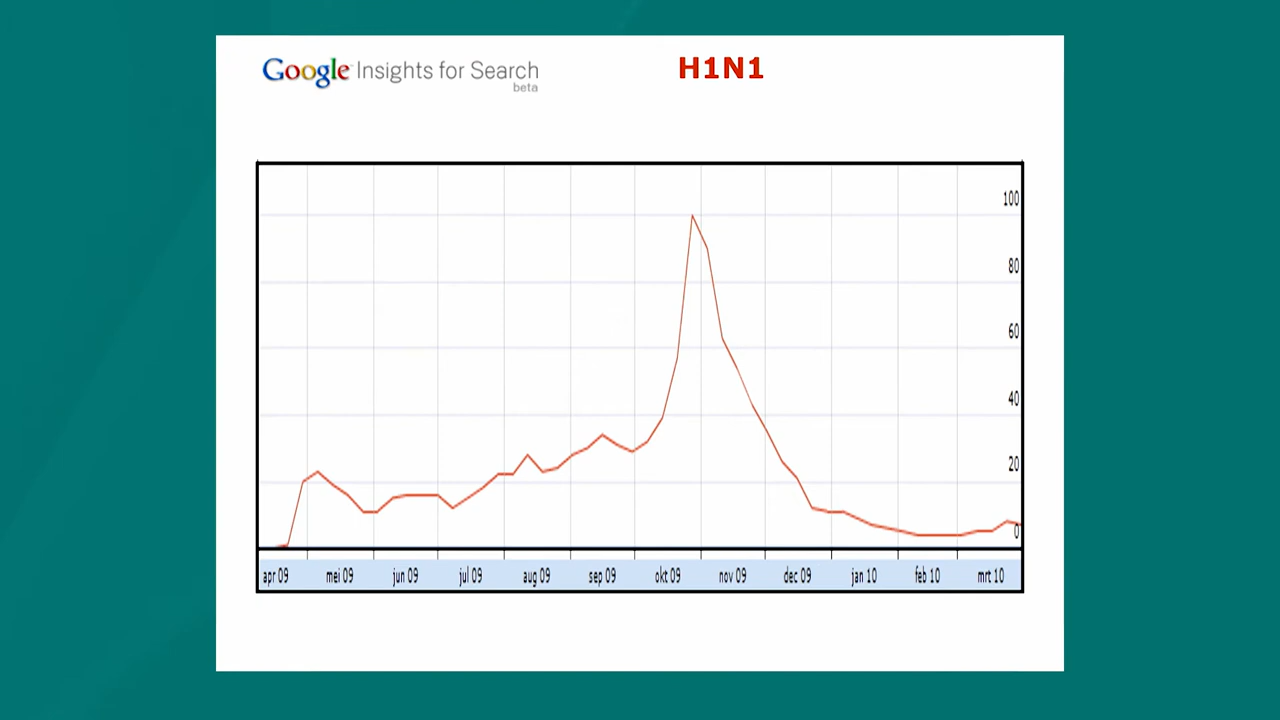 Google Insights for Search
beta
H1N1
100
80
60
40
20
0
apr 09 mei 09 jun 09 jul 09 aug 09 sep 09 okt 09 nov 09 dec 09 jan 10 feb 10 mrt 10